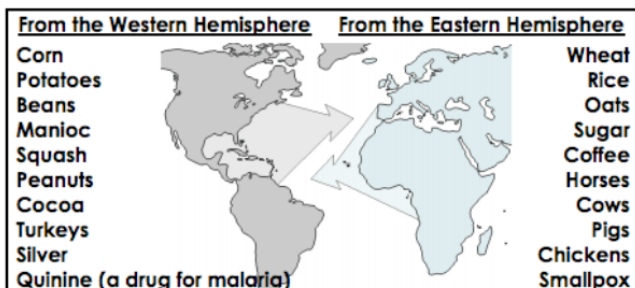 From the Western Hemisphere
Corn
Potatoes
Beans
Manioc
Squash
Peanuts
Cocoa
Turkeys
Silver
Quinine (a drug for malaria)
From the Eastern Hemisphere
Wheat
Rice
Oats
Sugar
Coffee
Horses
Cows
Pigs
Chickens
Smallpox